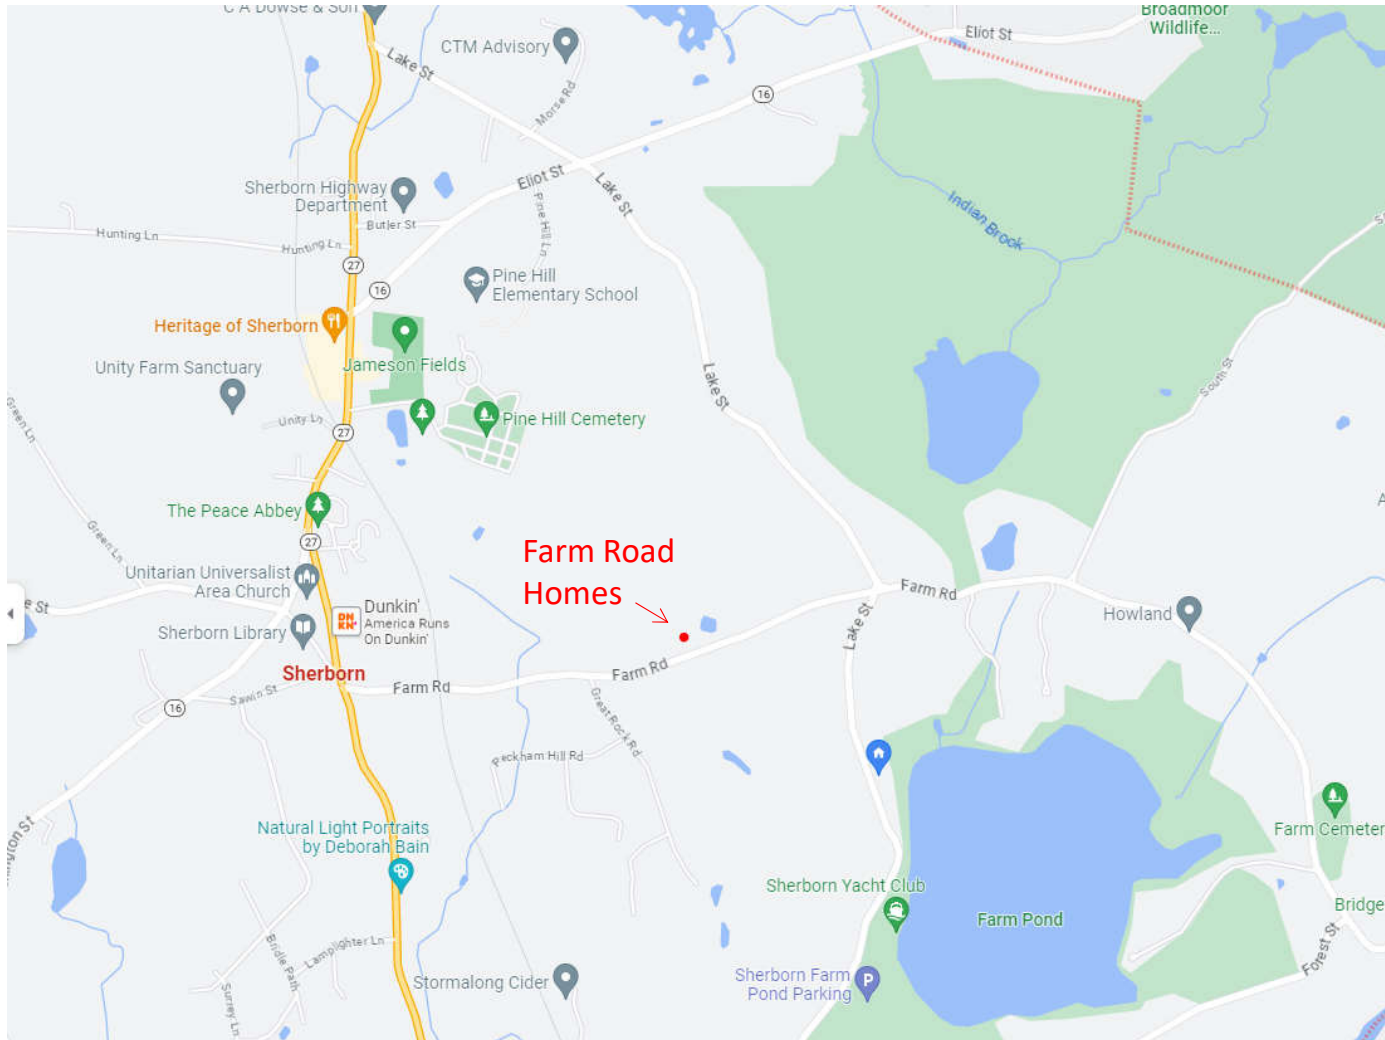 C A Dowse & Son
Broadmoor
Wildlife...
Eliot St
CTM Advisory
Lake St
Morse Rd
16
Eliot St
Lake St
Sherborn Highway
Department
Pine Hill Ln
Butler St
Indian Brook
Hunting Ln
Hunting Ln
27
16
Pine Hill
Elementary School
Heritage of Sherborn
Jameson Fields
Unity Farm Sanctuary
Lake St
South St
Green Ln
Unity Ln
27
Pine Hill Cemetery
The Peace Abbey
Green Ln
27
Farm Road
Homes
Unitarian Universalist
Area Church
Farm Rd
Dunkin'
America Runs
On Dunkin'
Howland
Sherborn Library
Lake St
Sherborn
Farm Rd
Farm Rd
Sawin St
16
Great Rock Rd
Peckham Hill Rd
Natural Light Portraits
by Deborah Bain
Farm Cemeter
Sherborn Yacht Club
Bridge
Farm Pond
Lamplighter Ln
Bridle Path
Forest St
Stormalong Cider
Sherborn Farm
Pond Parking
P
Surrey Ln